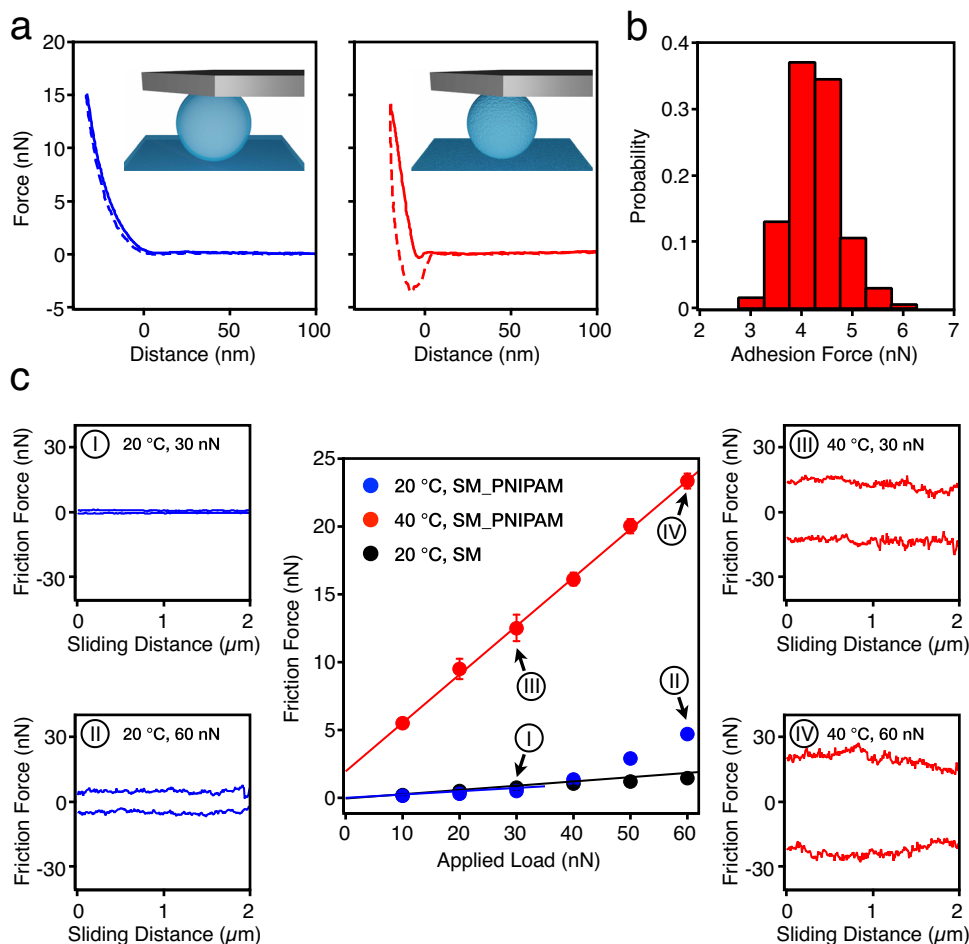 a
20
15
10
5
0
-5
Force (nN)
0
50
100
Distance (nm)
0
50
100
Distance (nm)
b
0.4
0.3
0.2
0.1
0
Probability
2
3
4
5
6
7
Adhesion Force (nN)
c
I 20 °C, 30 nN
30
0
-30
Friction Force (nN)
0
1
2
Sliding Distance (µm)
II 20 °C, 60 nN
30
0
-30
Friction Force (nN)
0
1
2
Sliding Distance (µm)
25
20
15
10
5
0
Friction Force (nN)
20 °C, SM_PNIPAM
40 °C, SM_PNIPAM
20 °C, SM
IV
III
II
I
0
10
20
30
40
50
60
Applied Load (nN)
III 40 °C, 30 nN
30
0
-30
Friction Force (nN)
0
1
2
Sliding Distance (µm)
IV 40 °C, 60 nN
30
0
-30
Friction Force (nN)
0
1
2
Sliding Distance (µm)